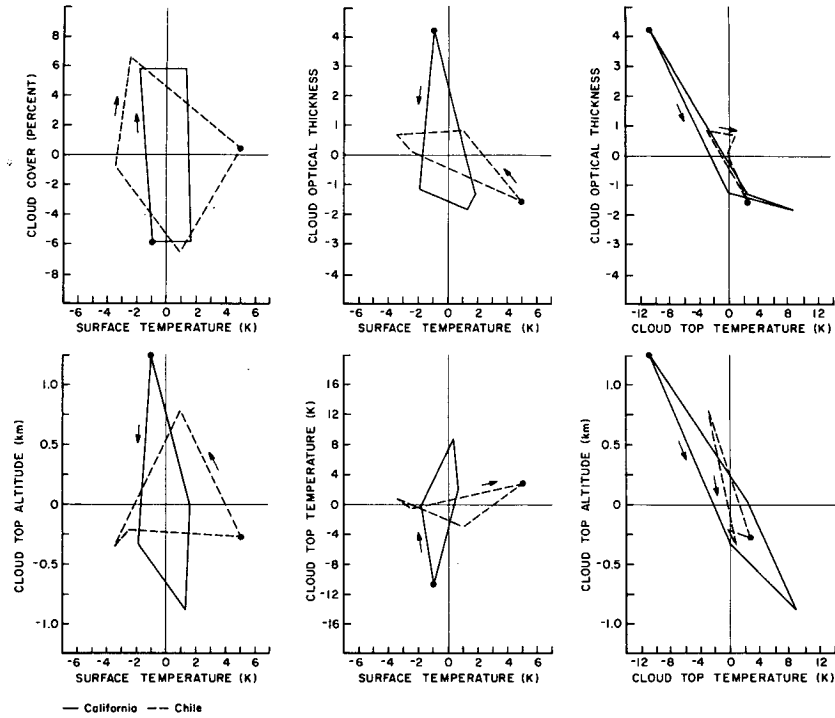 CLOUD COVER (PERCENT)
8
6
4
2
0
-2
-4
-6
-8
-6 -4 -2 0 2 4 6
SURFACE TEMPERATURE (K)
CLOUD OPTICAL THICKNESS
4
3
2
1
0
-1
-2
-4
-6 -4 -2 0 2 4 6
SURFACE TEMPERATURE (K)
CLOUD OPTICAL THICKNESS
4
3
2
1
0
-1
-2
-4
-12 -8 -4 0 4 8 12
CLOUD TOP TEMPERATURE (K)
CLOUD TOP ALTITUDE (km)
1.0
0.5
0
-0.5
-1.0
-6 -4 -2 0 2 4 6
SURFACE TEMPERATURE (K)
CLOUD TOP TEMPERATURE (K)
20
16
12
8
4
0
-4
-8
-12
-16
-6 -4 -2 0 2 4 6
SURFACE TEMPERATURE (K)
CLOUD TOP ALTITUDE (km)
1.0
0.5
0
-0.5
-1.0
-12 -8 -4 0 4 8 12
CLOUD TOP TEMPERATURE (K)
California Chile